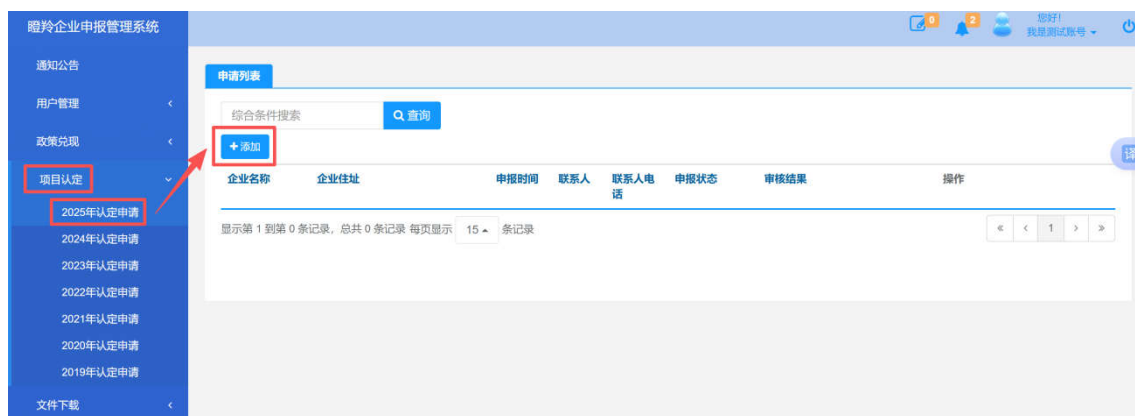 瞪羚企业申报管理系统
0
2
您好!
我是测试账号
通知公告
用户管理
政策兑现
项目认定
2025年认定申请
2024年认定申请
2023年认定申请
2022年认定申请
2021年认定申请
2020年认定申请
2019年认定申请
文件下载
申请列表
综合条件搜索
查询
+添加
译
企业名称 企业住址 申报时间 联系人 联系人电话 申报状态 审核结果 操作
显示第 1 到第 0 条记录,总共 0 条记录 每页显示 15 条记录
« ‹ 1 › »